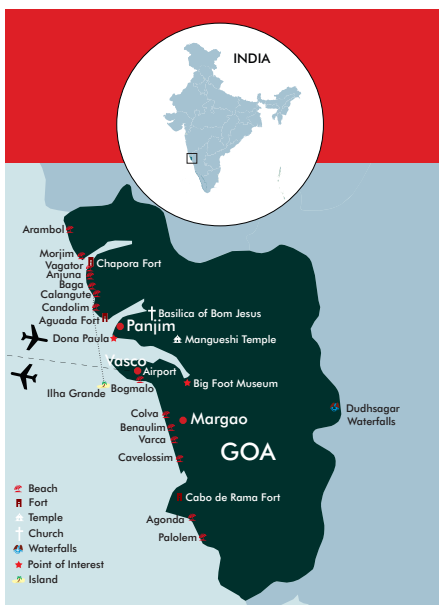 INDIA
Arambol
Morjim
Vagator
Chapora Fort
Anjuna
Baga
Calangute
Candolim
Basilica of Bom Jesus
Aguada Fort
Panjim
Dona Paula
Mangueshi Temple
Vasco
Airport
Bogmalo
Big Foot Museum
Ilha Grande
Colva
Margao
Dudhsagar
Waterfalls
Benaulim
Varca
GOA
Cavelossim
Cabo de Rama Fort
Agonda
Palolem
Beach
Fort
Temple
Church
Waterfalls
Point of Interest
Island